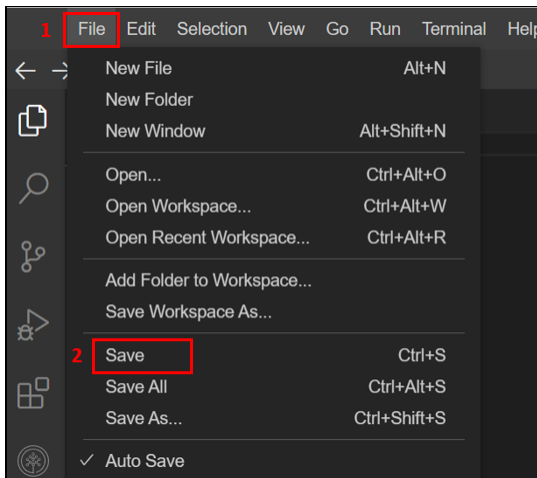 1 File Edit Selection View Go Run Terminal Help
New File Alt+N
New Folder
New Window Alt+Shift+N
Open... Ctrl+Alt+O
Open Workspace... Ctrl+Alt+W
Open Recent Workspace... Ctrl+Alt+R
Add Folder to Workspace...
Save Workspace As...
2 Save Ctrl+S
Save All Ctrl+Alt+S
Save As... Ctrl+Shift+S
✓ Auto Save